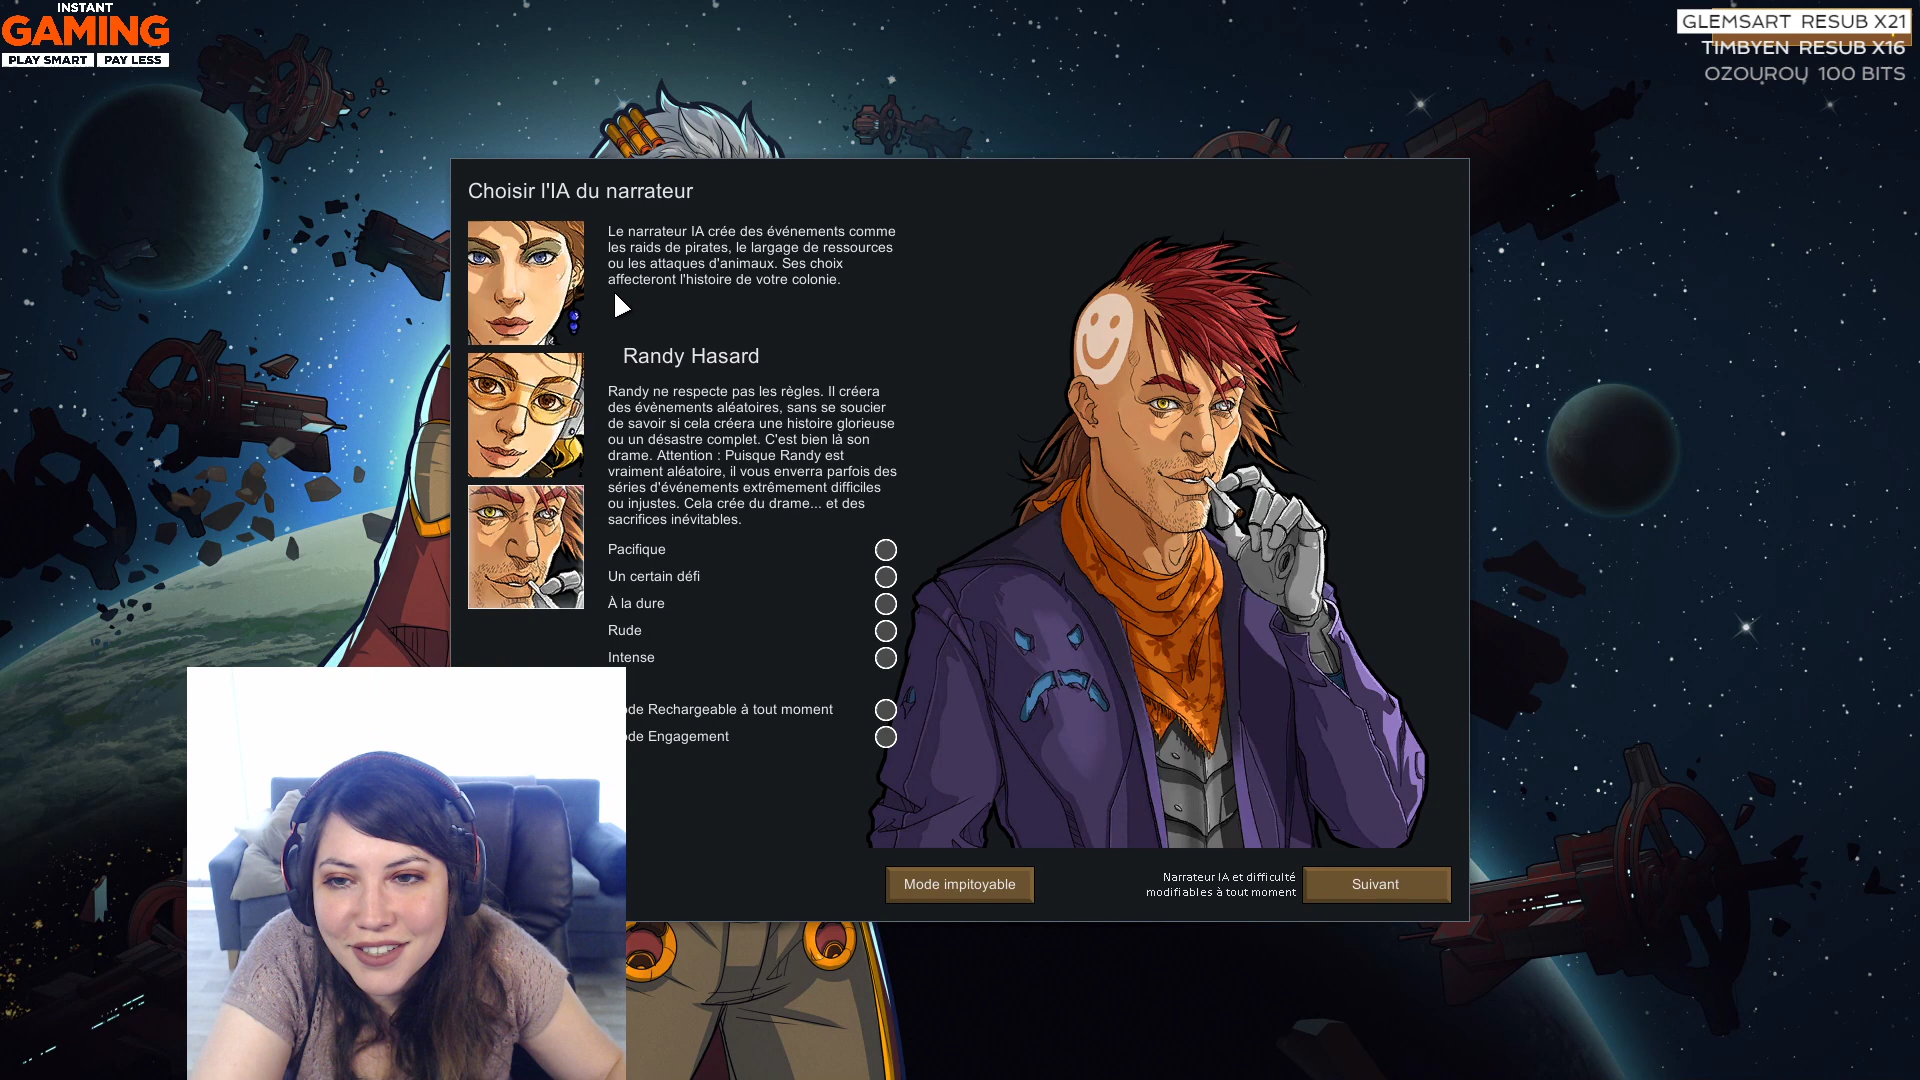 INSTANT
GAMING
PLAY SMART PAY LESS
GLEMSART RESUB X21
TIMBYEN RESUB X16
OZOUROU 100 BITS
Choisir l'IA du narrateur
Le narrateur IA crée des événements comme
les raids de pirates, le largage de ressources
ou les attaques d'animaux. Ses choix
affecteront l'histoire de votre colonie.
Randy Hasard
Randy ne respecte pas les règles. Il créera
des évènements aléatoires, sans se soucier
de savoir si cela créera une histoire glorieuse
ou un désastre complet. C'est bien là son
drame. Attention : Puisque Randy est
vraiment aléatoire, il vous enverra parfois des
séries d'événements extrêmement difficiles
ou injustes. Cela crée du drame... et des
sacrifices inévitables.
Pacifique
Un certain défi
À la dure
Rude
Intense
ode Rechargeable à tout moment
ode Engagement
Mode impitoyable
Narrateur IA et difficulté
modifiables à tout moment
Suivant